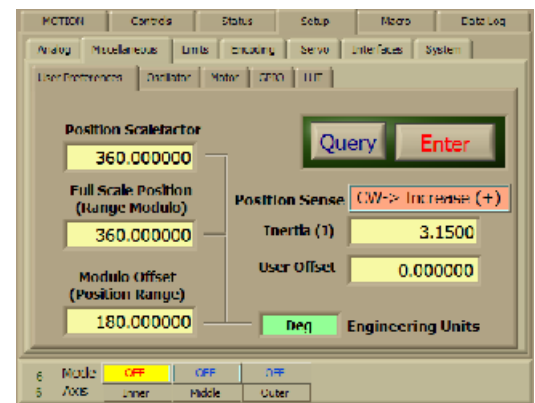 MOTION Controls Status Setup Macro Data Log
Analog Miscellaneous Limits Encoding Servo Interfaces System
User Preferences Oscillator Motor GPIO LUT
Position Scalefactor
360.000000
Query Enter
Full Scale Position
(Range Modulo)
360.000000
Position Sense CW-> Increase (+)
Inertia (J) 3.1500
User Offset 0.000000
Modulo Offset
(Position Range)
180.000000
Deg Engineering Units
6 Mode OFF OFF OFF
Axis Inner Middle Outer